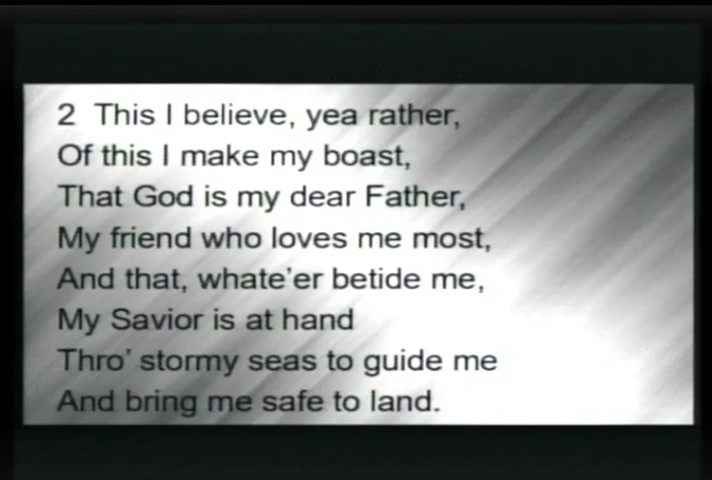 2 This I believe, yea rather,
Of this I make my boast,
That God is my dear Father,
My friend who loves me most,
And that, whate'er betide me,
My Savior is at hand
Thro' stormy seas to guide me
And bring me safe to land.